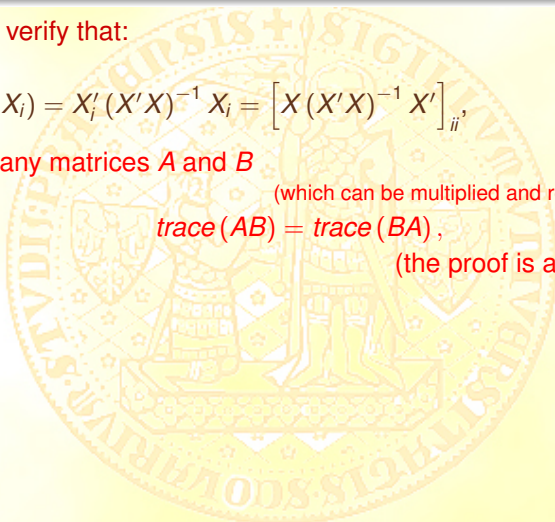 verify that:
X_i) = X_i' (X'X)^{-1} X_i = [X (X'X)^{-1} X']_{ii},
any matrices A and B
(which can be multiplied and r
trace (AB) = trace (BA) ,
(the proof is a